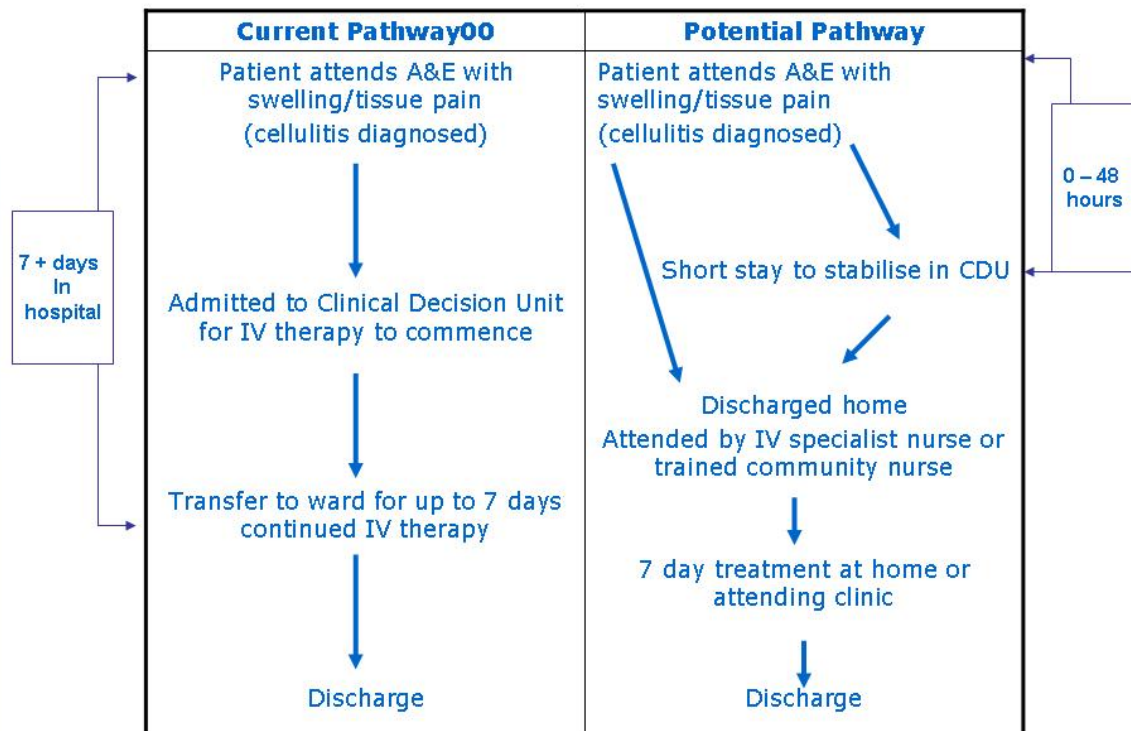 Current Pathway00
Patient attends A&E with
swelling/tissue pain
(cellulitis diagnosed)
Admitted to Clinical Decision Unit
for IV therapy to commence
Transfer to ward for up to 7 days
continued IV therapy
Discharge
7 + days
In
hospital
Potential Pathway
Patient attends A&E with
swelling/tissue pain
(cellulitis diagnosed)
Short stay to stabilise in CDU
Discharged home
Attended by IV specialist nurse or
trained community nurse
7 day treatment at home or
attending clinic
Discharge
0 – 48
hours